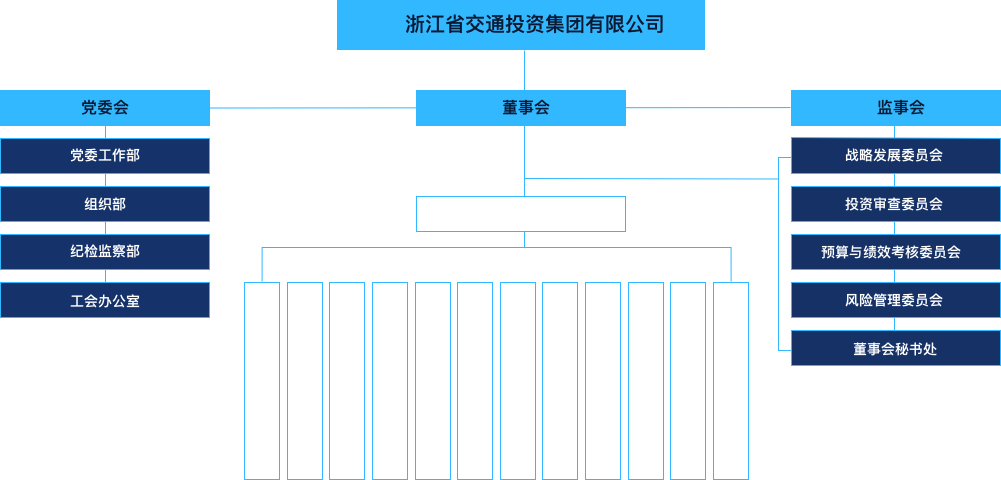 浙江省交通投资集团有限公司
党委会
董事会
监事会
党委工作部
组织部
纪检监察部
工会办公室
战略发展委员会
投资审查委员会
预算与绩效考核委员会
风险管理委员会
董事会秘书处